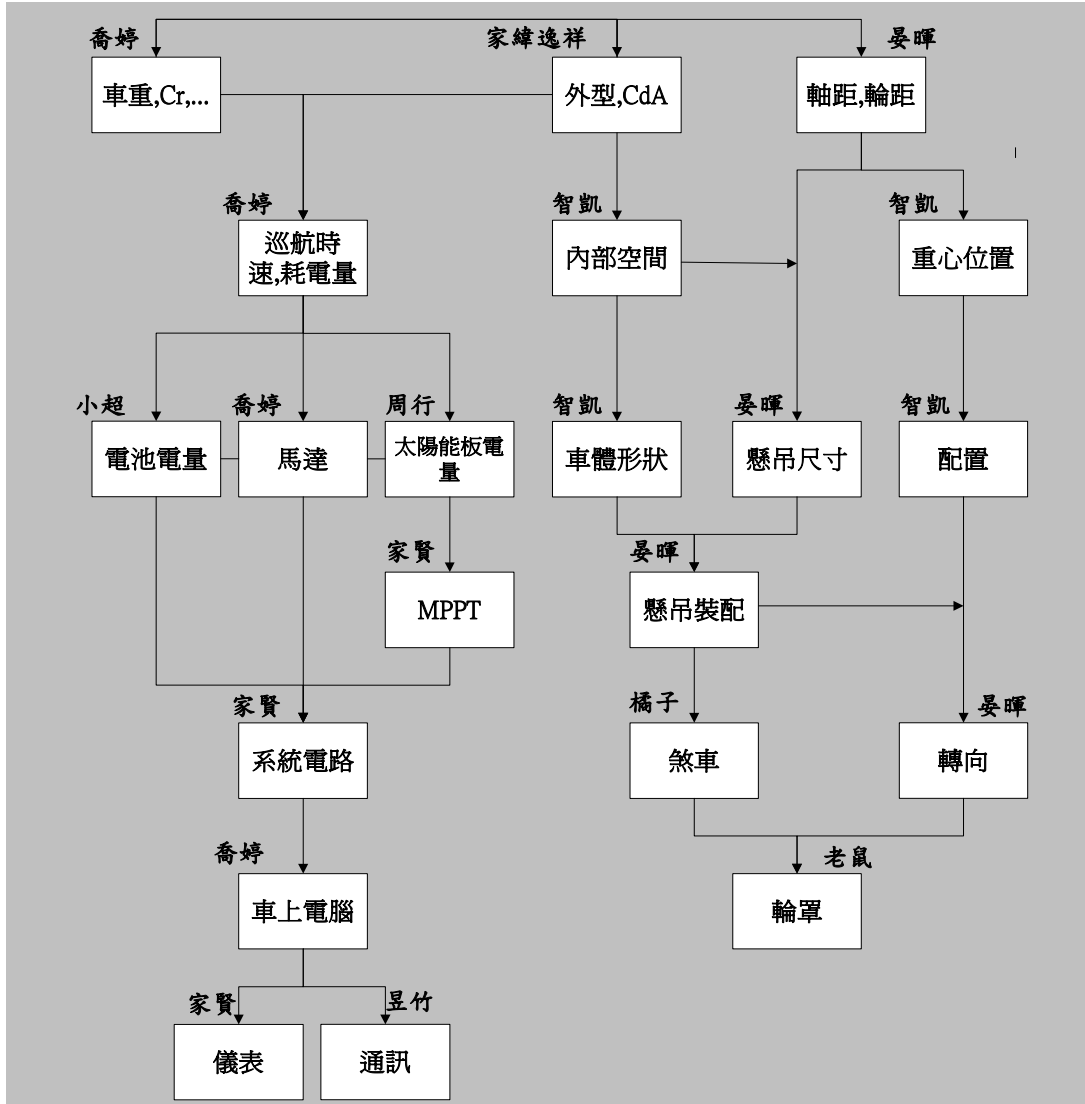 喬婷
家緯逸祥
晏暉
車重,Cr,...
外型,CdA
軸距,輪距
喬婷
智凱
智凱
巡航時
速,耗電量
內部空間
重心位置
小超
喬婷
周行
智凱
晏暉
智凱
電池電量
馬達
太陽能板電
量
車體形狀
懸吊尺寸
配置
家賢
晏暉
MPPT
懸吊裝配
家賢
橘子
晏暉
系統電路
煞車
轉向
喬婷
老鼠
車上電腦
輪罩
家賢
昱竹
儀表
通訊